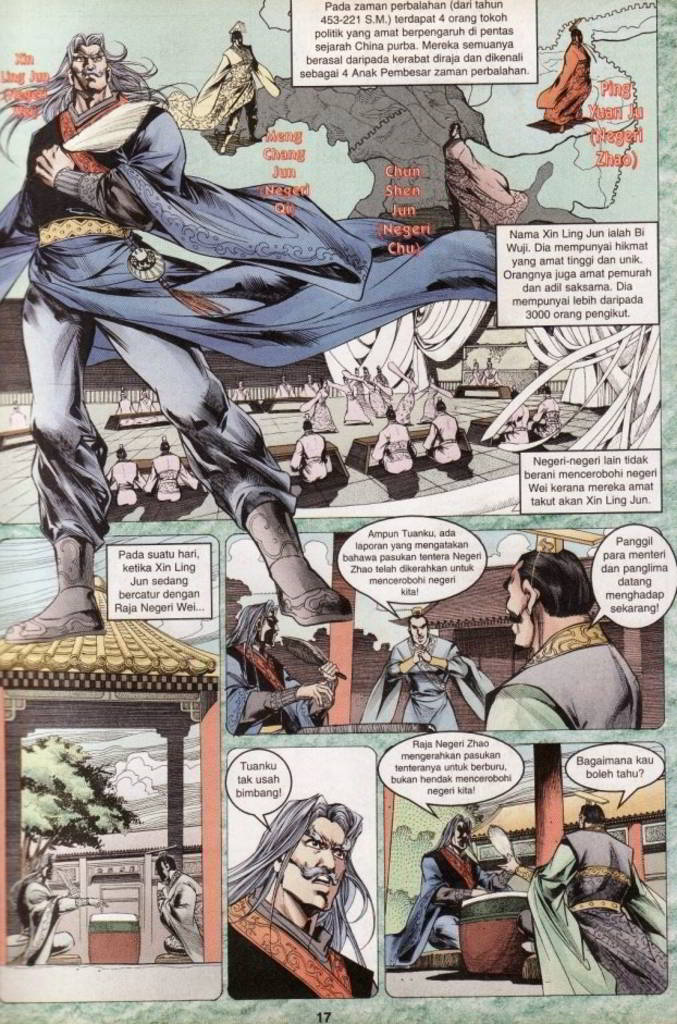 Pada zaman perbalahan (dari tahun
453-221 S.M.) terdapat 4 orang tokoh
politik yang amat berpengaruh di pentas
sejarah China purba. Mereka semuanya
berasal daripada kerabat diraja dan dikenali
sebagai 4 Anak Pembesar zaman perbalahan.
Xin
Ling Jun
(Negeri
Wei)
Meng
Chang
Jun
(Negeri
Qi)
Chun
Shen
Jun
(Negeri
Chu)
Ping
Yuan Ju
(Negeri
Zhao)
Nama Xin Ling Jun ialah Bi
Wuji. Dia mempunyai hikmat
yang amat tinggi dan unik.
Orangnya juga amat pemurah
dan adil saksama. Dia
mempunyai lebih daripada
3000 orang pengikut.
Negeri-negeri lain tidak
berani mencerobohi negeri
Wei kerana mereka amat
takut akan Xin Ling Jun.
Pada suatu hari,
ketika Xin Ling
Jun sedang
bercatur dengan
Raja Negeri Wei...
Ampun Tuanku, ada
laporan yang mengatakan
bahawa pasukan tentera Negeri
Zhao telah dikerahkan untuk
mencerobohi negeri
kita!
Panggil
para menteri
dan panglima
datang
menghadap
sekarang!
Tuanku
tak usah
bimbang!
Raja Negeri Zhao
mengerahkan pasukan
tenteranya untuk berburu,
bukan hendak mencerobohi
negeri kita!
Bagaimana kau
boleh tahu?
17